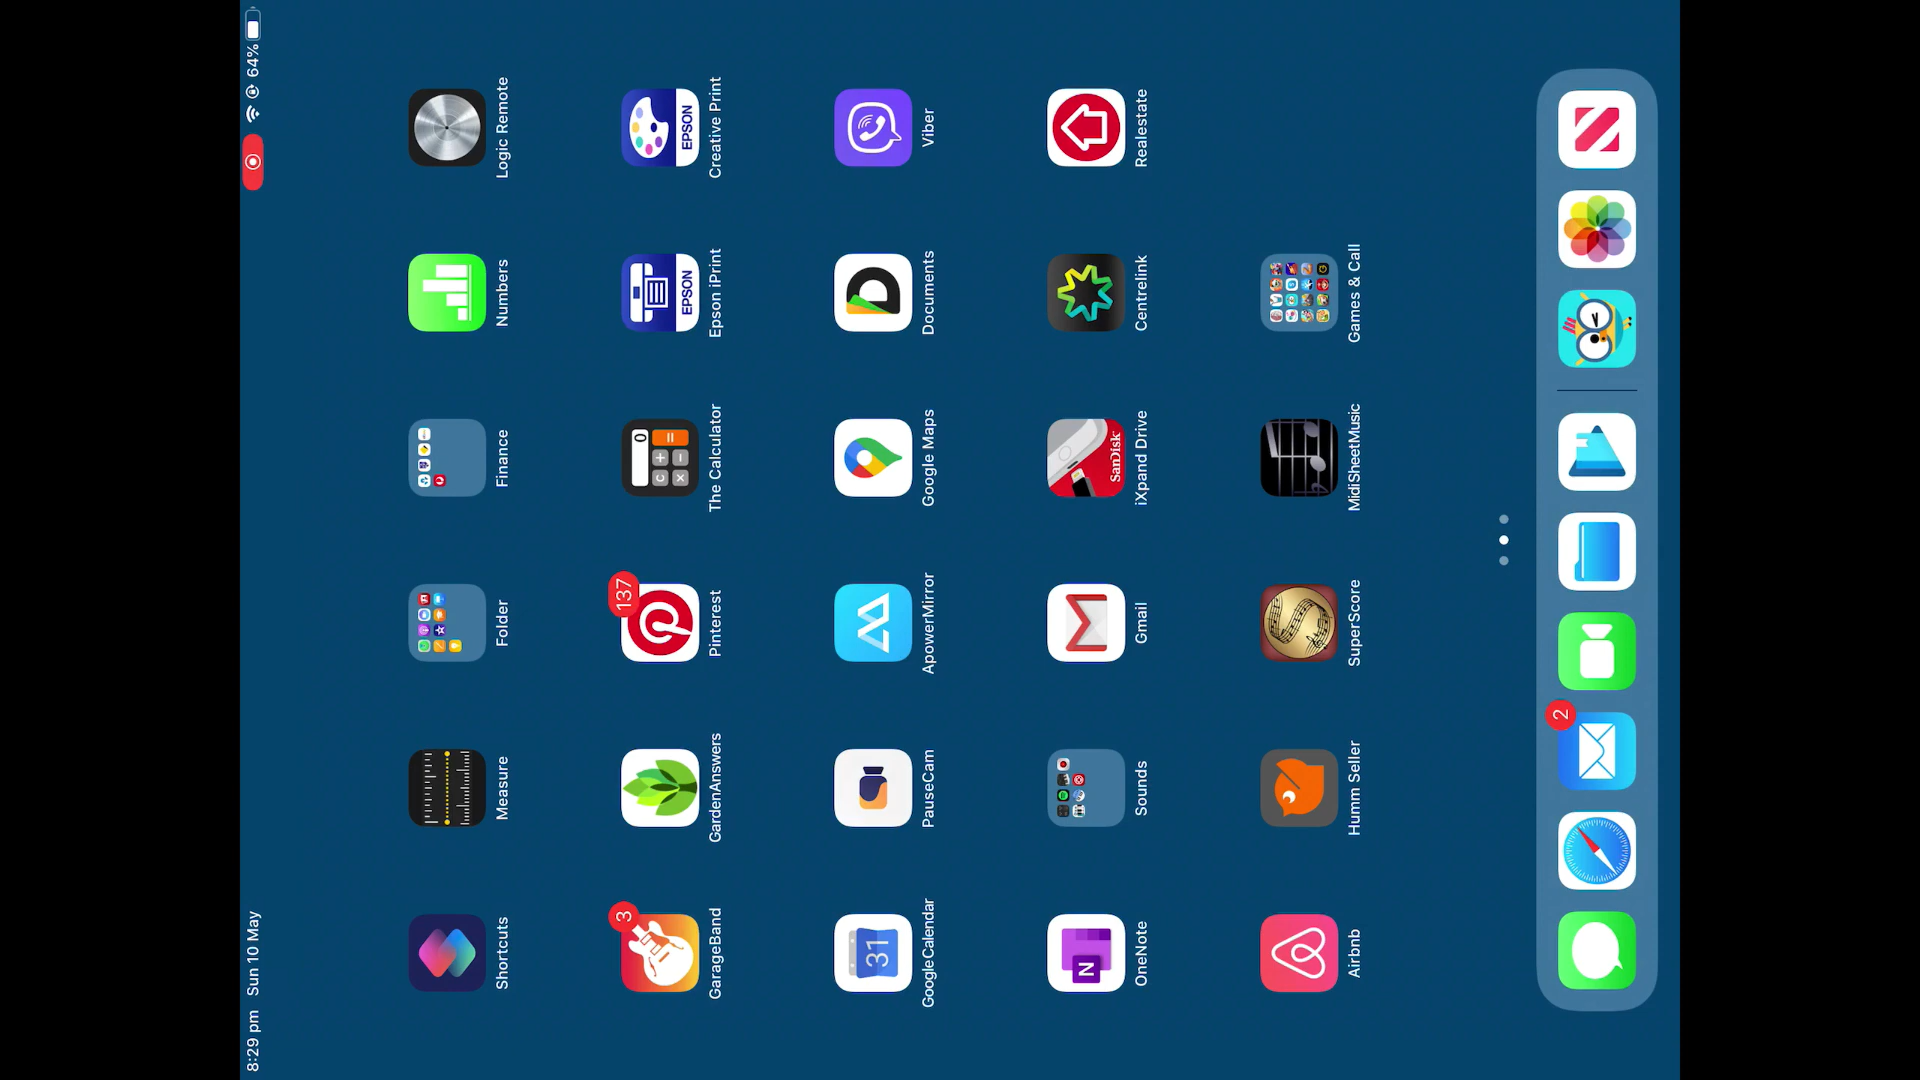 8:29 pm Sun 10 May
64%
Shortcuts Measure Folder Finance Numbers Logic Remote
3
137
0
C + = × −
EPSON
EPSON
GarageBand GardenAnswers Pinterest The Calculator Epson iPrint Creative Print
31
D
GoogleCalendar PauseCam ApowerMirror Google Maps Documents Viber
N
SanDisk
OneNote Sounds Gmail iXpand Drive Centrelink Realestate
Airbnb Humm Seller SuperScore MidiSheetMusic Games & Call
2